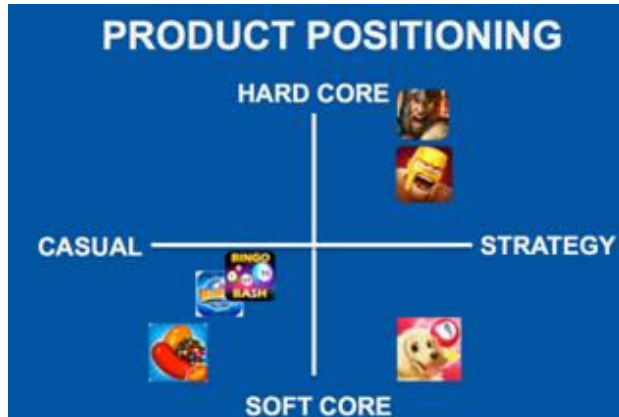 PRODUCT POSITIONING
HARD CORE
CASUAL
STRATEGY
BINGO
BASH
SOFT CORE